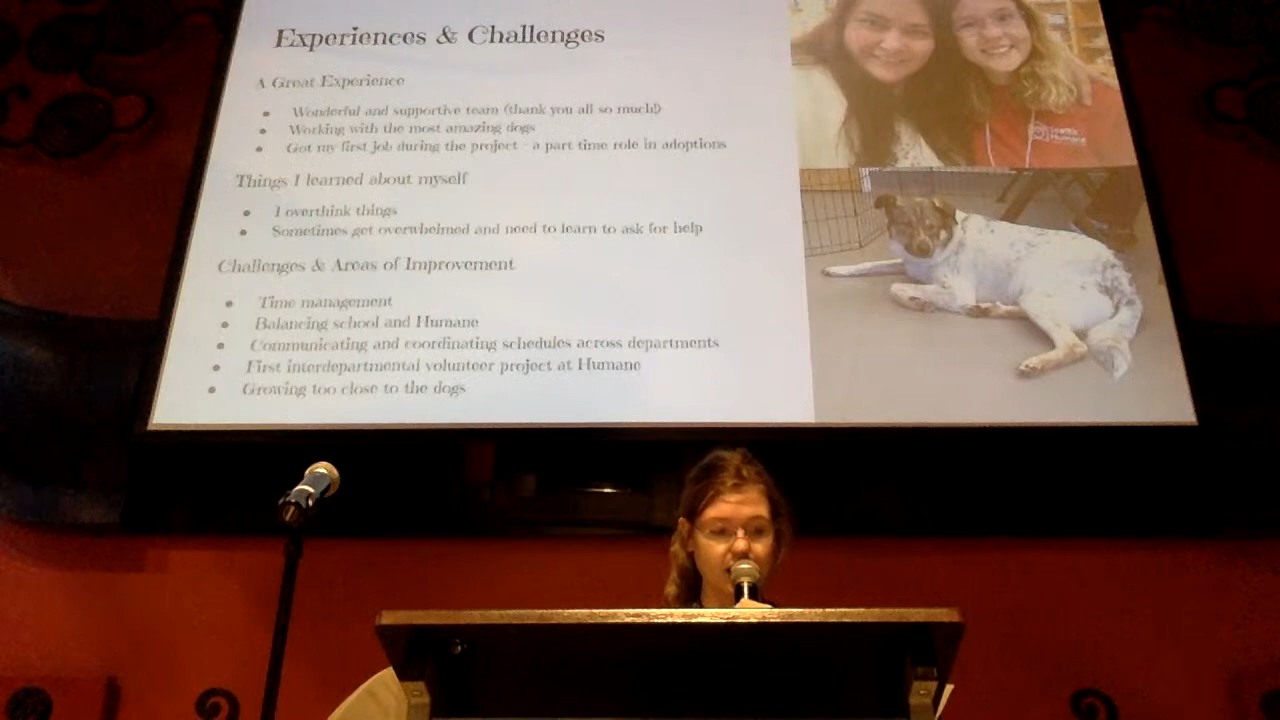 Experiences & Challenges
A Great Experience
Wonderful and supportive team (thank you all so much!)
Working with the most amazing dogs
Got my first job during the project - a part time role in adoptions
Things I learned about myself
I overthink things
Sometimes get overwhelmed and need to learn to ask for help
Challenges & Areas of Improvement
Time management
Balancing school and Humane
Communicating and coordinating schedules across departments
First interdepartmental volunteer project at Humane
Growing too close to the dogs
Humane